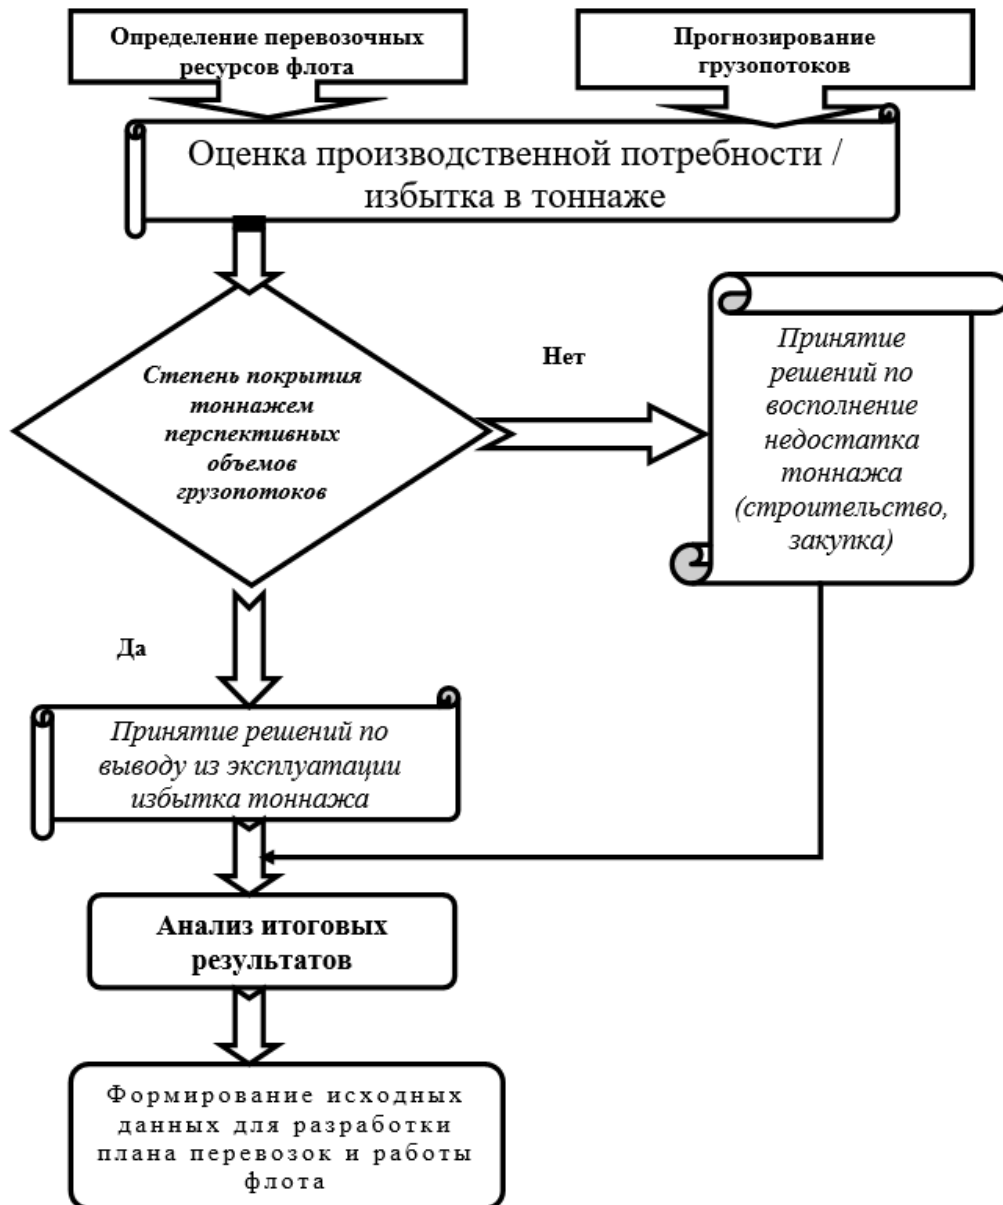 Определение перевозочных
ресурсов флота
Прогнозирование
грузопотоков
Оценка производственной потребности /
избытка в тоннаже
Степень покрытия
тоннажем
перспективных
объемов
грузопотоков
Нет
Принятие
решений по
восполнение
недостатка
тоннажа
(строительство,
закупка)
Да
Принятие решений по
выводу из эксплуатации
избытка тоннажа
Анализ итоговых
результатов
Формирование исходных
данных для разработки
плана перевозок и работы
флота